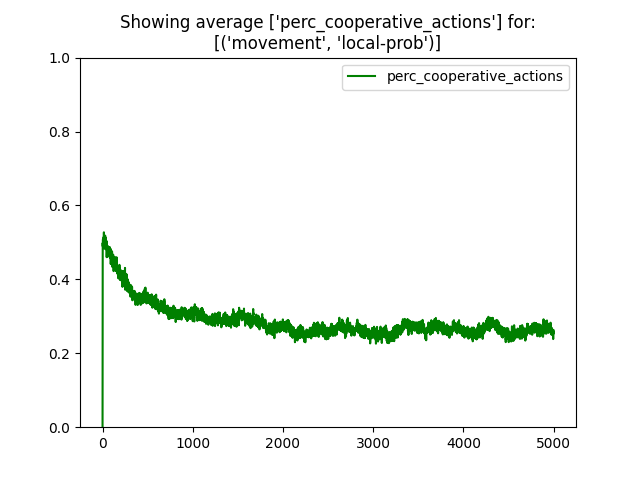 Showing average ['perc_cooperative_actions'] for:
[('movement', 'local-prob')]
perc_cooperative_actions
1.0
0.8
0.6
0.4
0.2
0.0
0 1000 2000 3000 4000 5000